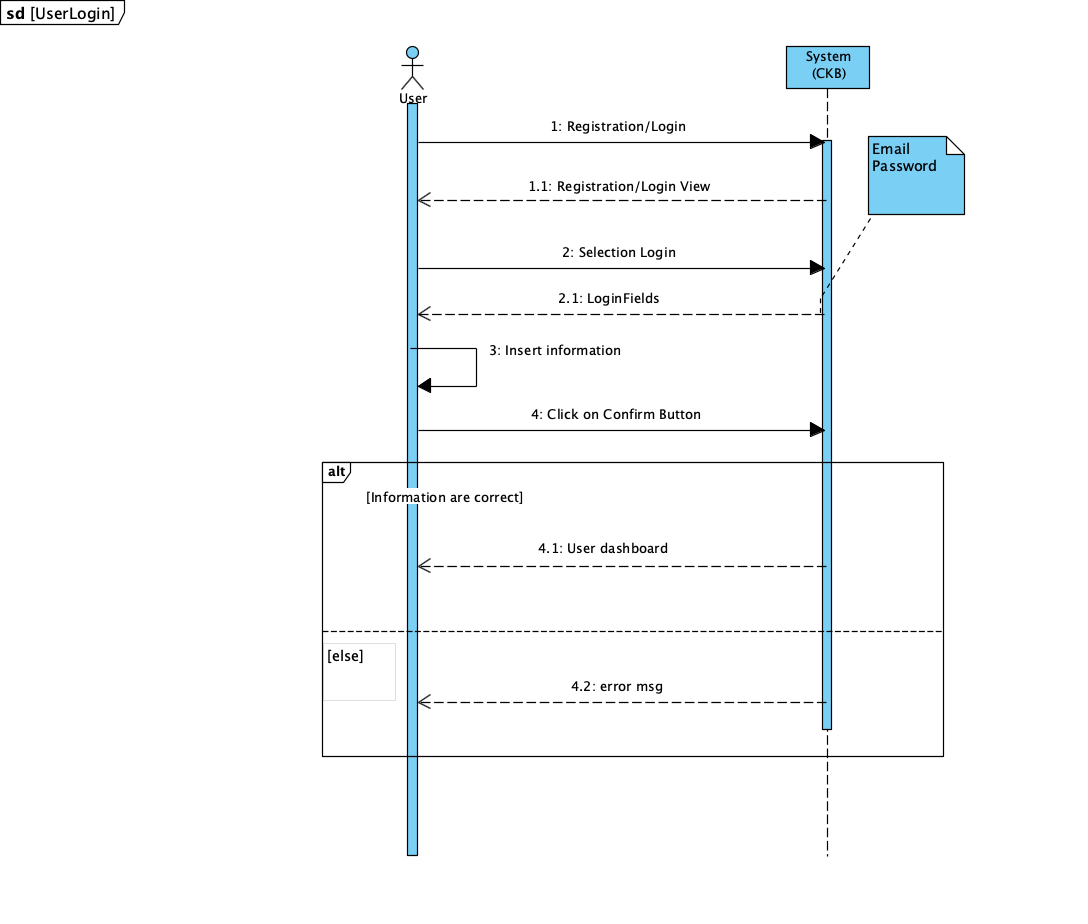 sd [UserLogin]
User
System
(CKB)
1: Registration/Login
Email
Password
1.1: Registration/Login View
2: Selection Login
2.1: LoginFields
3: Insert information
4: Click on Confirm Button
alt
[Information are correct]
4.1: User dashboard
[else]
4.2: error msg